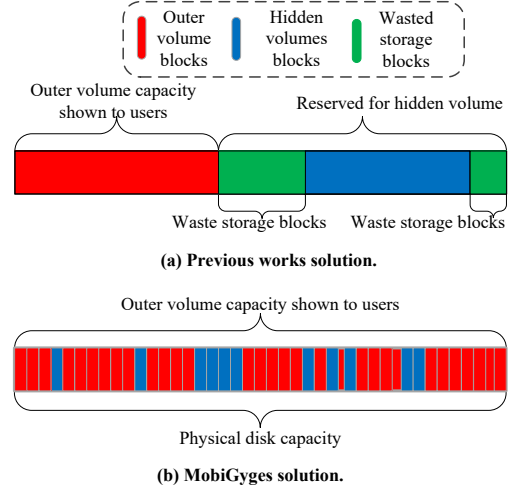 Outer
volume
blocks
Hidden
volumes
blocks
Wasted
storage
blocks
Outer volume capacity
shown to users
Reserved for hidden volume
Waste storage blocks
Waste storage blocks
(a) Previous works solution.
Outer volume capacity shown to users
Physical disk capacity
(b) MobiGyges solution.